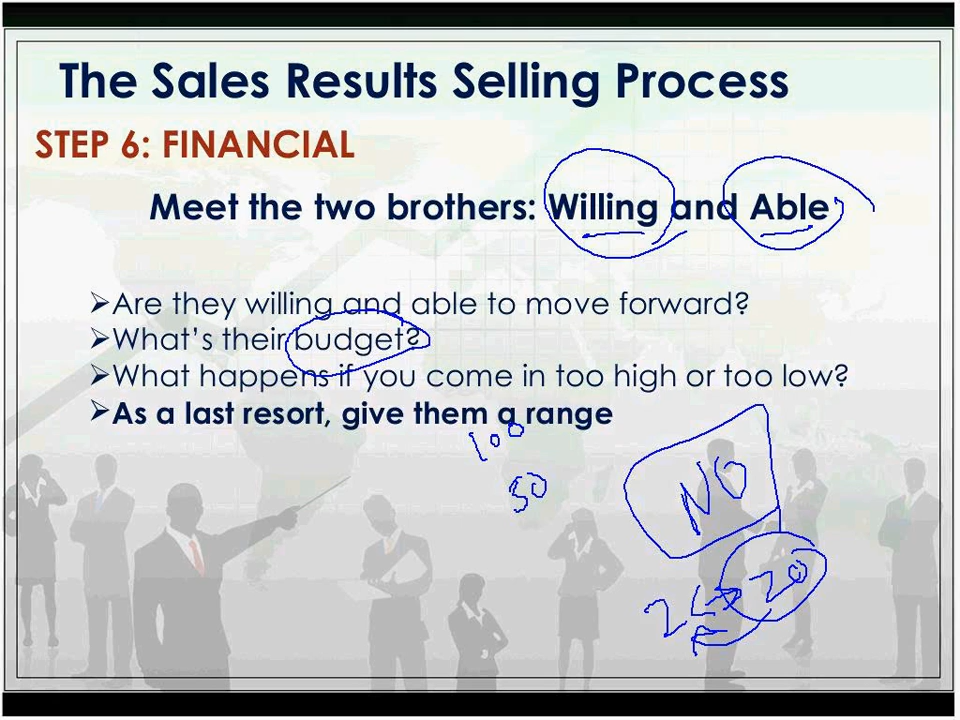 The Sales Results Selling Process
STEP 6: FINANCIAL
Meet the two brothers: Willing and Able
➢Are they willing and able to move forward?
➢What's their budget?
➢What happens if you come in too high or too low?
➢As a last resort, give them a range
100
50
NO
20